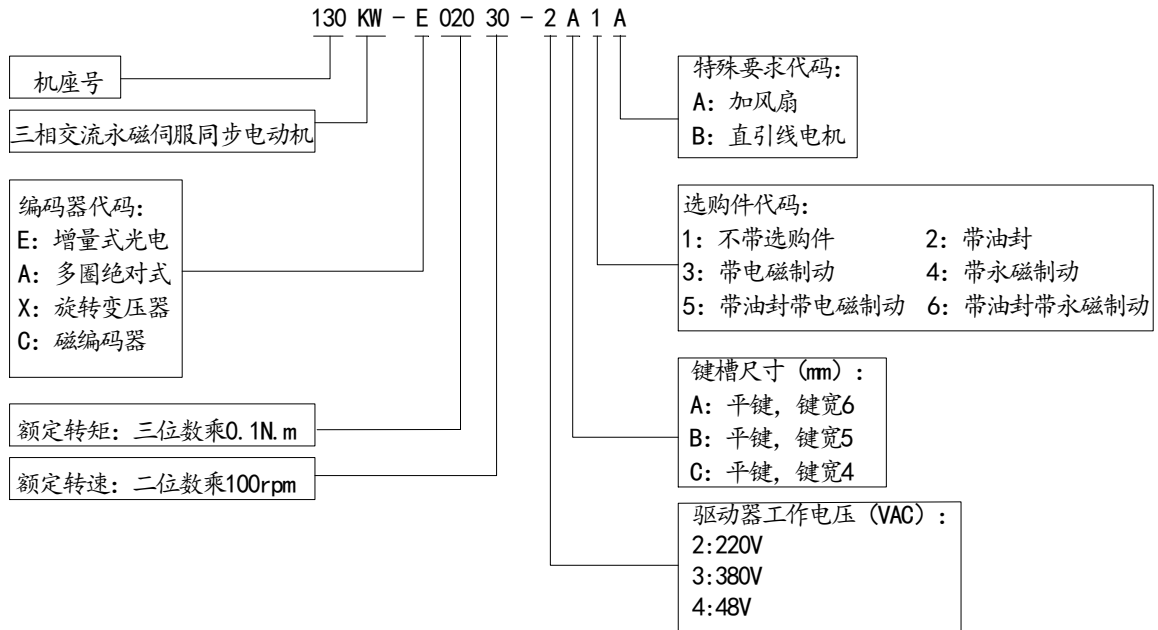 130 KW - E 020 30 - 2 A 1 A
机座号
三相交流永磁伺服同步电动机
编码器代码:
E: 增量式光电
A: 多圈绝对式
X: 旋转变压器
C: 磁编码器
额定转矩: 三位数乘0.1N.m
额定转速: 二位数乘100rpm
特殊要求代码:
A: 加风扇
B: 直引线电机
选购件代码:
1: 不带选购件 2: 带油封
3: 带电磁制动 4: 带永磁制动
5: 带油封带电磁制动 6: 带油封带永磁制动
键槽尺寸 (mm) :
A: 平键, 键宽6
B: 平键, 键宽5
C: 平键, 键宽4
驱动器工作电压 (VAC) :
2:220V
3:380V
4:48V